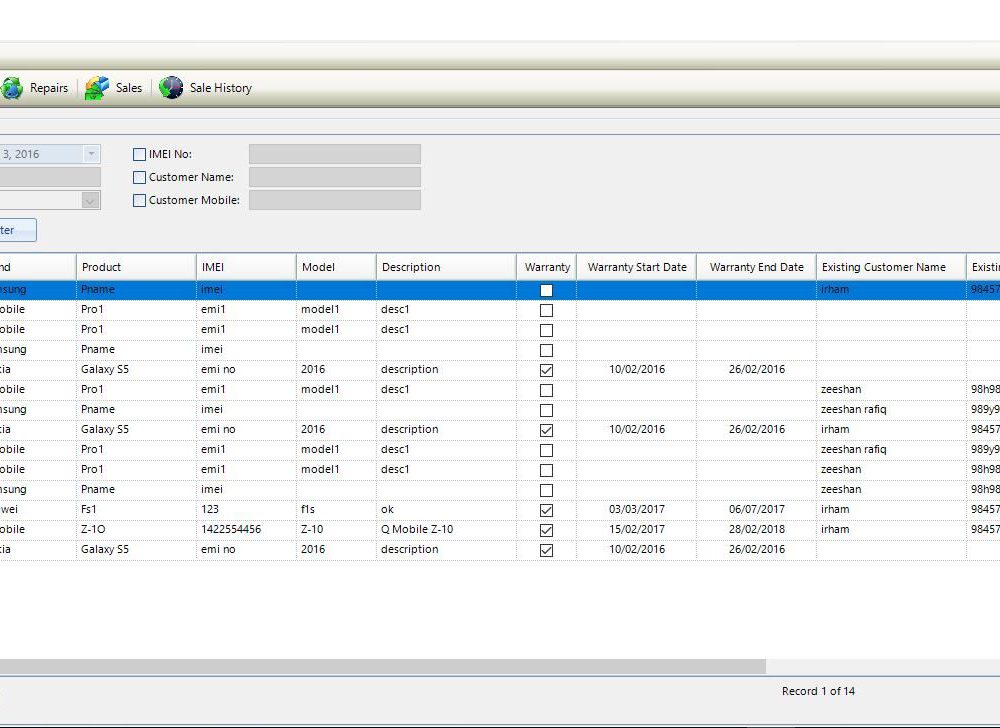 Repairs Sales Sale History
3, 2016 IMEI No:
Customer Name:
Customer Mobile:
ter
nd Product IMEI Model Description Warranty Warranty Start Date Warranty End Date Existing Customer Name Existin
nsung Pname imei irham 98457
obile Pro1 emi1 model1 desc1
obile Pro1 emi1 model1 desc1
nsung Pname imei
cia Galaxy S5 emi no 2016 description 10/02/2016 26/02/2016
obile Pro1 emi1 model1 desc1 zeeshan 98h98
nsung Pname imei zeeshan rafiq 989y9
cia Galaxy S5 emi no 2016 description 10/02/2016 26/02/2016 irham 98457
obile Pro1 emi1 model1 desc1 zeeshan rafiq 989y9
obile Pro1 emi1 model1 desc1 zeeshan 98h98
nsung Pname imei zeeshan 98h98
wei Fs1 123 f1s ok 03/03/2017 06/07/2017 irham 98457
obile Z-1O 1422554456 Z-10 Q Mobile Z-10 15/02/2017 28/02/2018 irham 98457
cia Galaxy S5 emi no 2016 description 10/02/2016 26/02/2016
Record 1 of 14